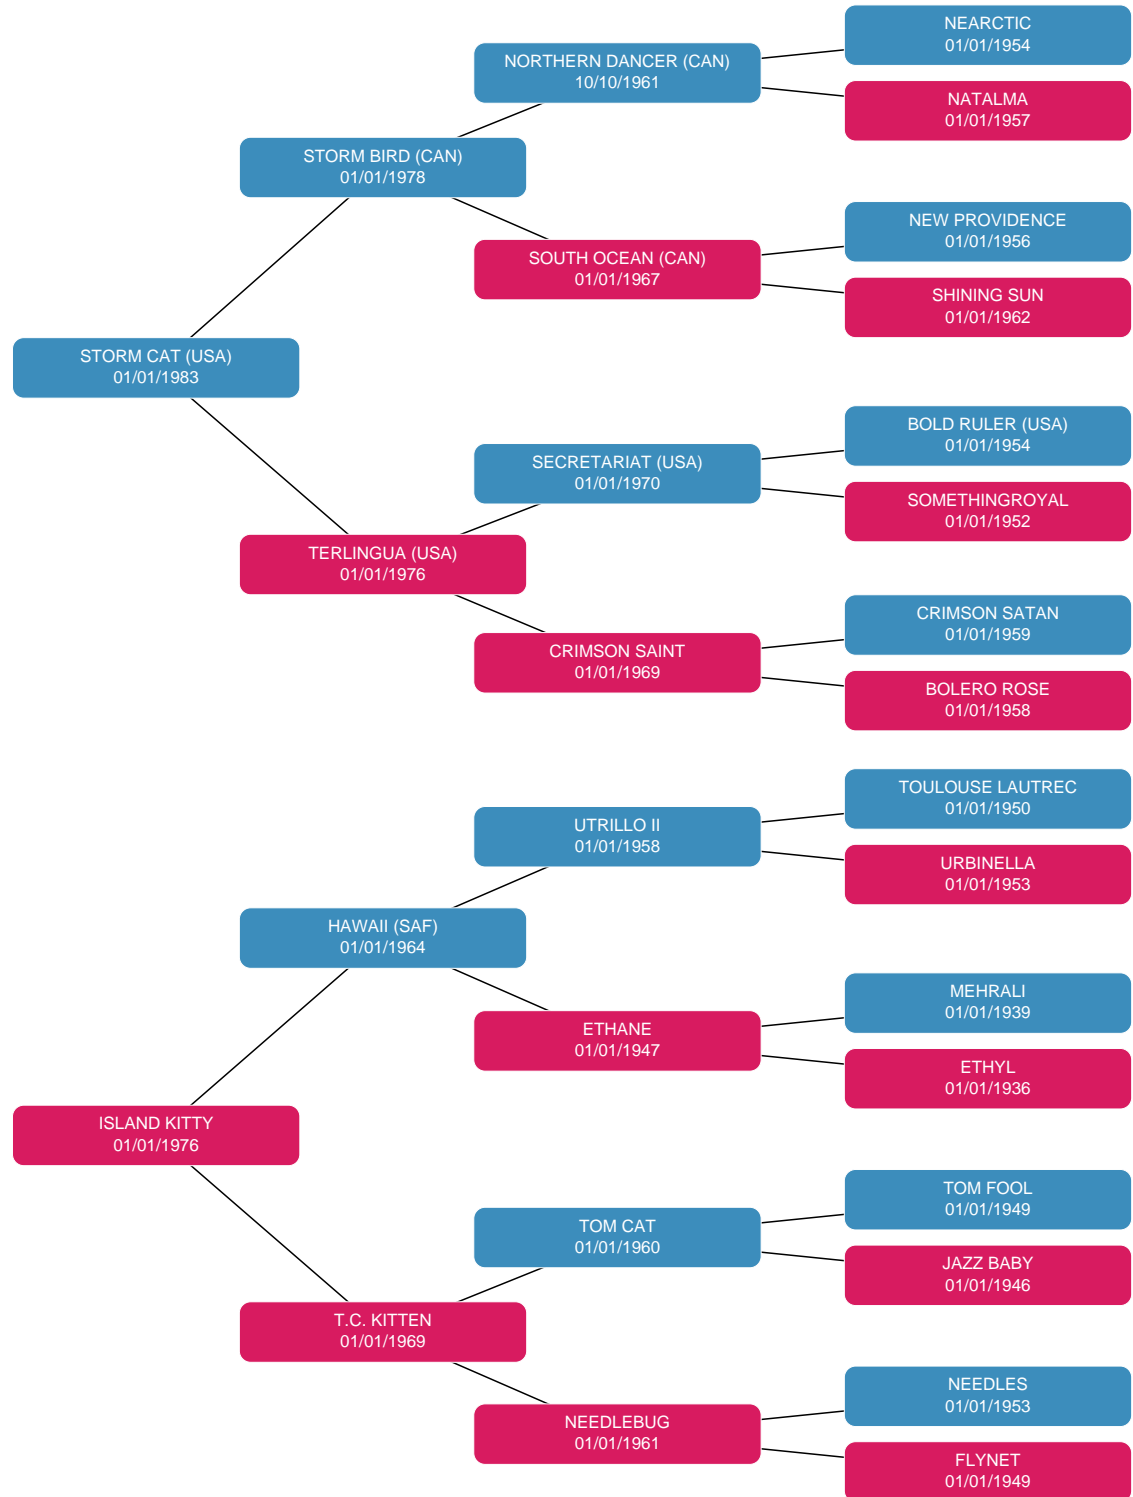 NEARCTIC
01/01/1954
NORTHERN DANCER (CAN)
10/10/1961
NATALMA
01/01/1957
STORM BIRD (CAN)
01/01/1978
NEW PROVIDENCE
01/01/1956
SOUTH OCEAN (CAN)
01/01/1967
SHINING SUN
01/01/1962
STORM CAT (USA)
01/01/1983
BOLD RULER (USA)
01/01/1954
SECRETARIAT (USA)
01/01/1970
SOMETHINGROYAL
01/01/1952
TERLINGUA (USA)
01/01/1976
CRIMSON SATAN
01/01/1959
CRIMSON SAINT
01/01/1969
BOLERO ROSE
01/01/1958
TOULOUSE LAUTREC
01/01/1950
UTRILLO II
01/01/1958
URBINELLA
01/01/1953
HAWAII (SAF)
01/01/1964
MEHRALI
01/01/1939
ETHANE
01/01/1947
ETHYL
01/01/1936
ISLAND KITTY
01/01/1976
TOM FOOL
01/01/1949
TOM CAT
01/01/1960
JAZZ BABY
01/01/1946
T.C. KITTEN
01/01/1969
NEEDLES
01/01/1953
NEEDLEBUG
01/01/1961
FLYNET
01/01/1949